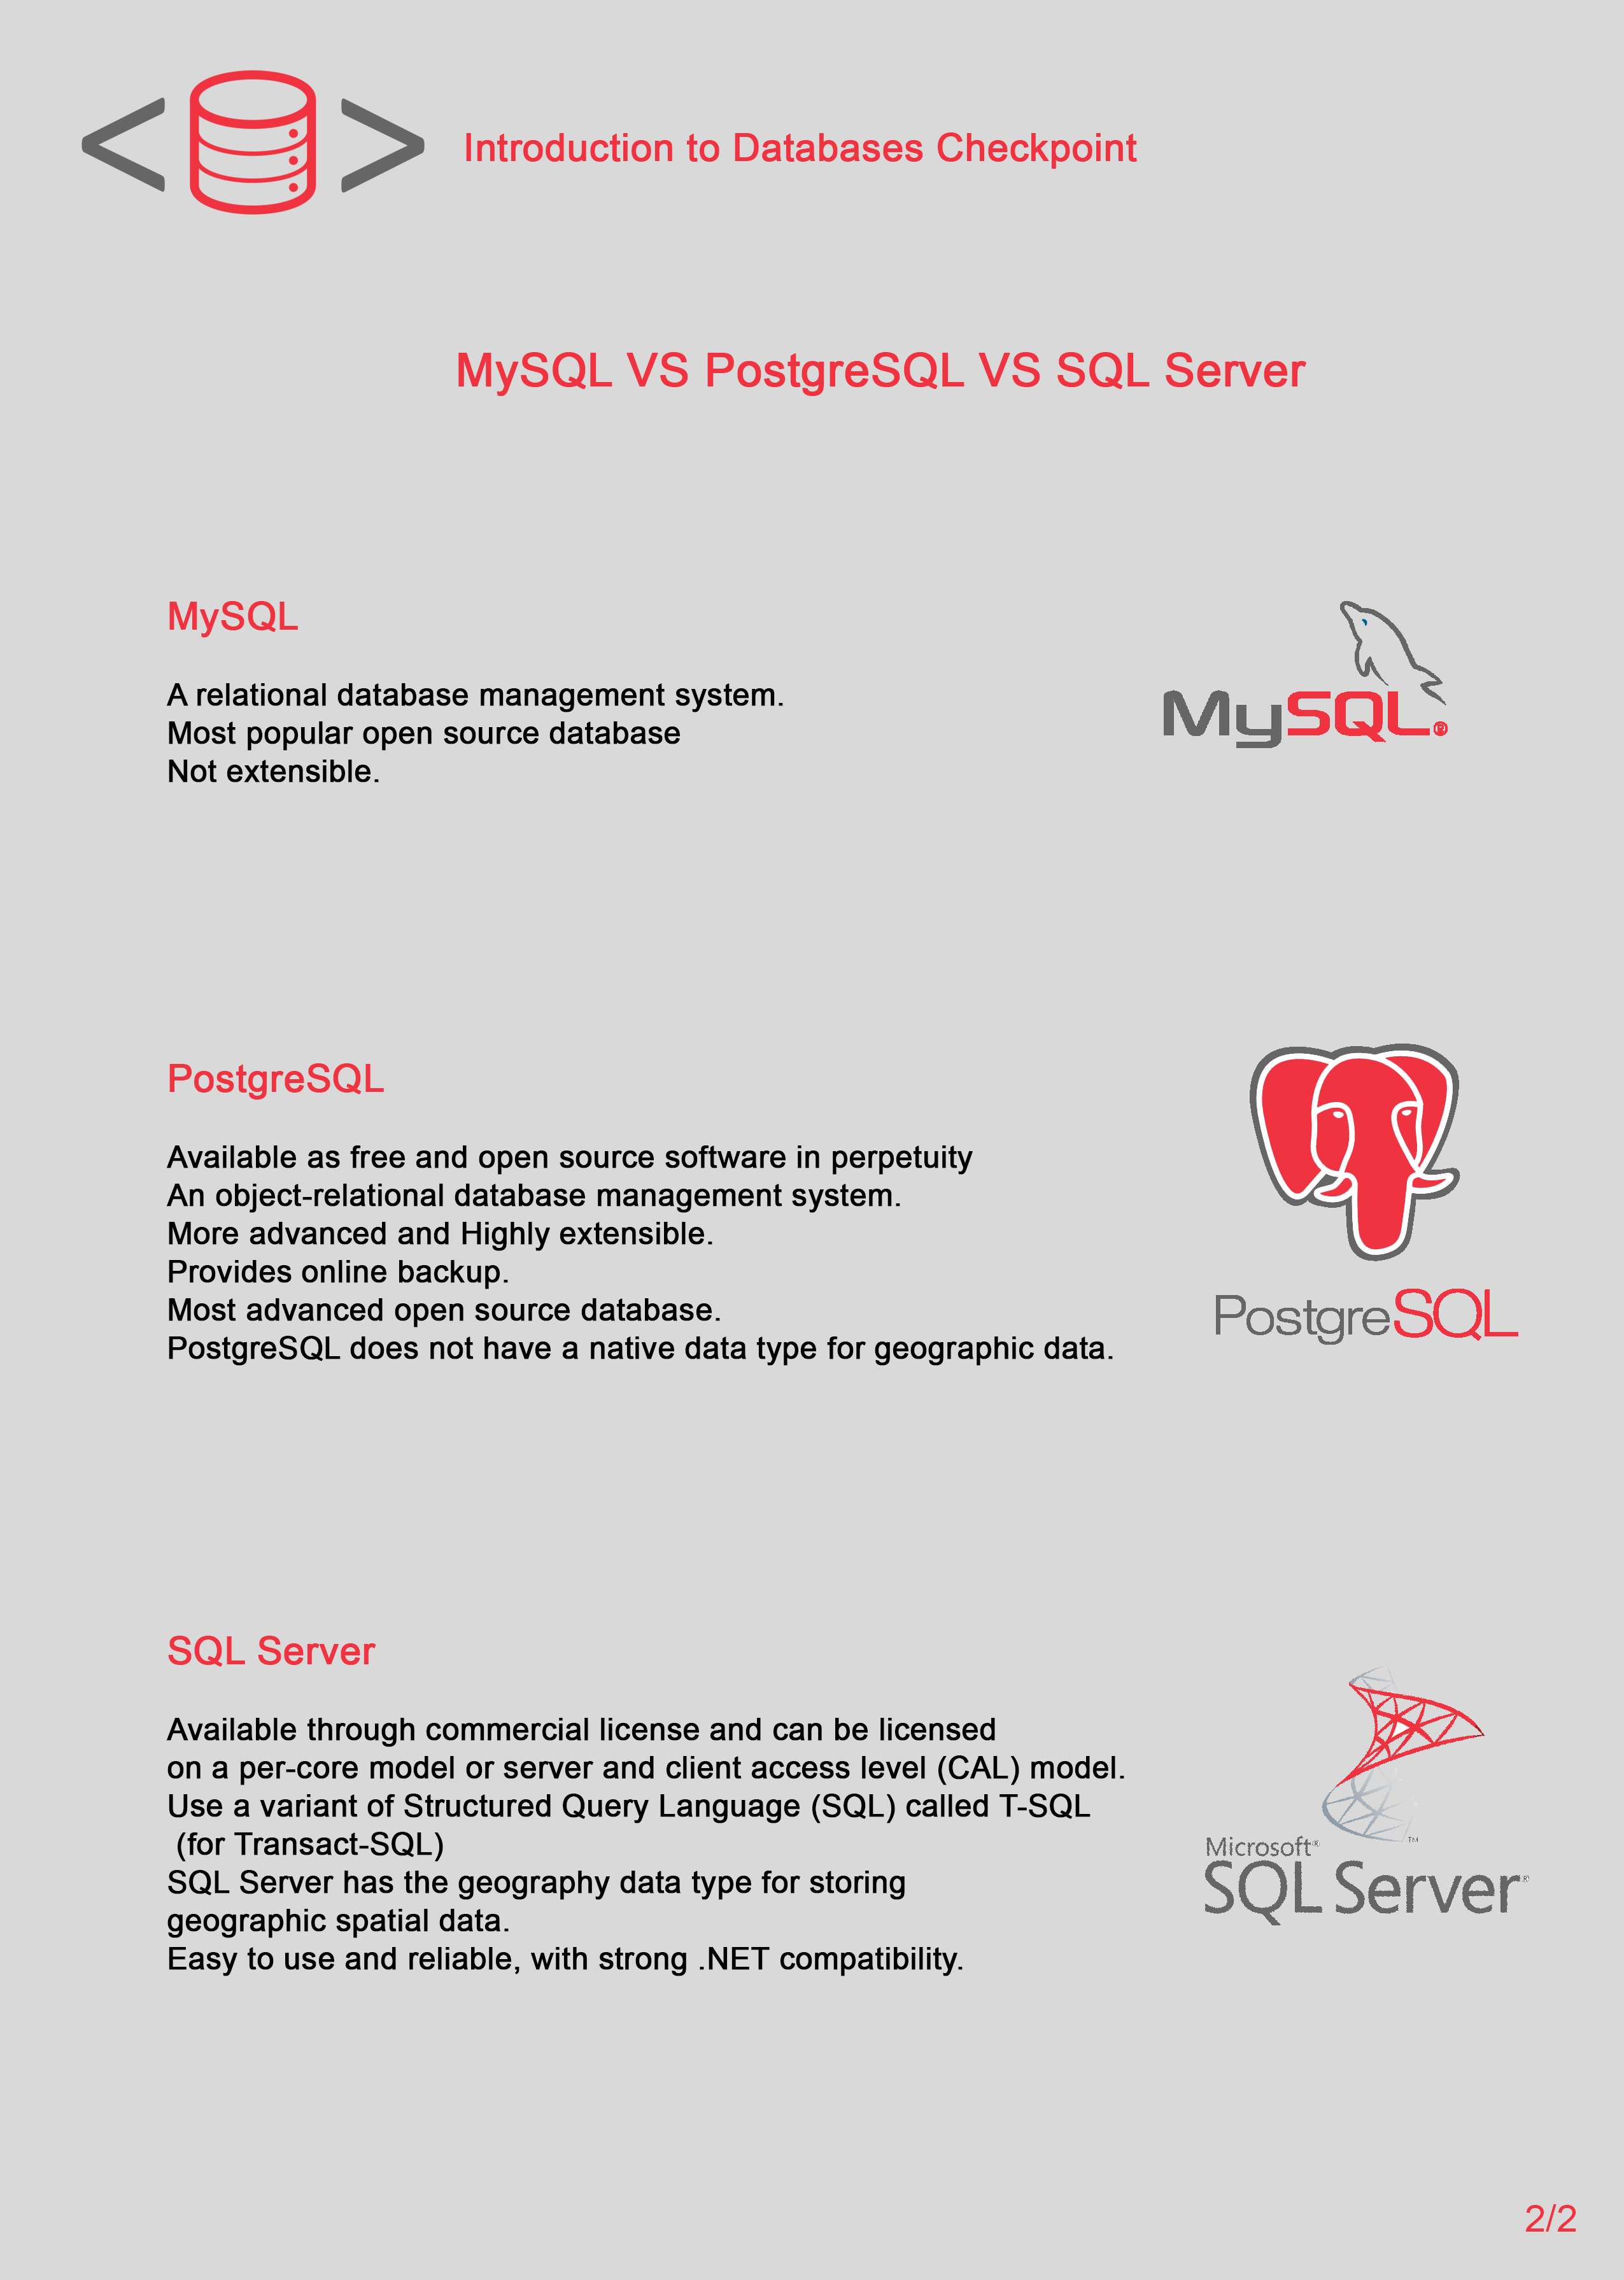 Introduction to Databases Checkpoint
MySQL VS PostgreSQL VS SQL Server
MySQL
A relational database management system.
Most popular open source database
Not extensible.
MySQL®
PostgreSQL
Available as free and open source software in perpetuity
An object-relational database management system.
More advanced and Highly extensible.
Provides online backup.
Most advanced open source database.
PostgreSQL does not have a native data type for geographic data.
PostgreSQL
SQL Server
Available through commercial license and can be licensed
on a per-core model or server and client access level (CAL) model.
Use a variant of Structured Query Language (SQL) called T-SQL
(for Transact-SQL)
SQL Server has the geography data type for storing
geographic spatial data.
Easy to use and reliable, with strong .NET compatibility.
™
Microsoft®
SQL Server®
2/2